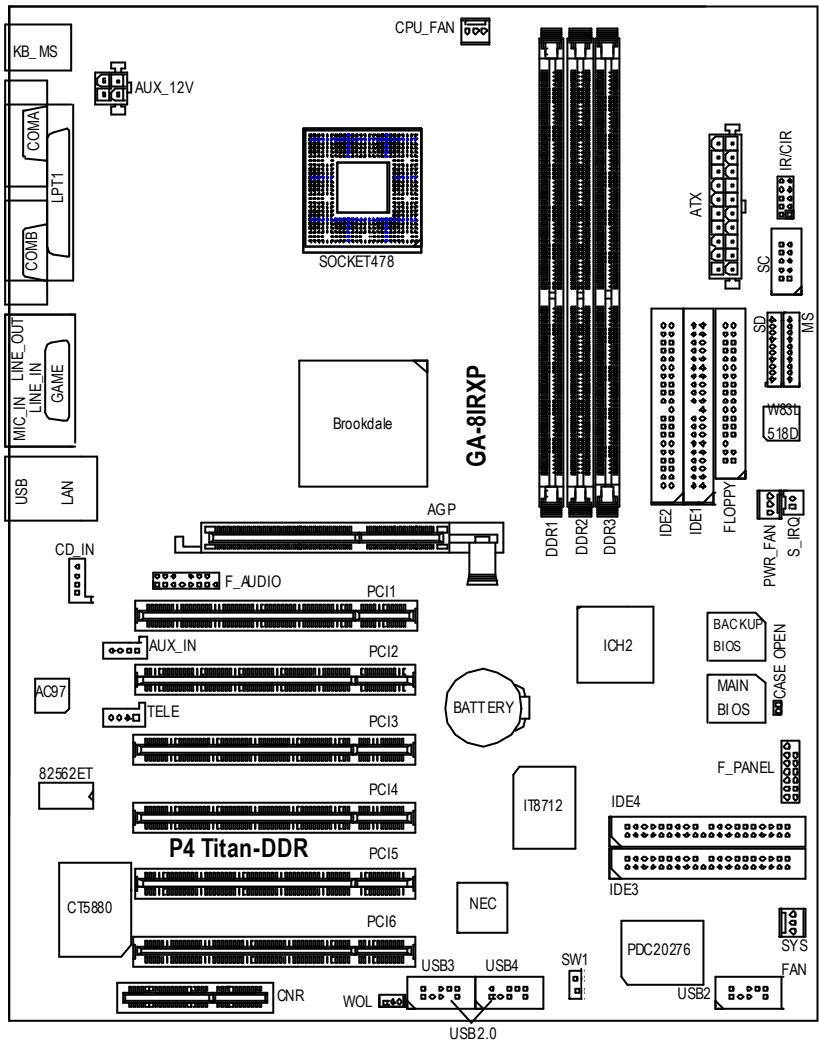 CPU_FAN
KB_MS
AUX_12V
COMA
LPT1
COMB
SOCKET478
ATX
IR/CIR
SC
SD
MS
W83L
518D
MIC_IN LINE_OUT
LINE_IN
GAME
Brookdale
GA-8IRXP
USB
LAN
AGP
DDR1
DDR2
DDR3
IDE2
IDE1
FLOPPY
PWR_FAN
S_IRQ
CD_IN
F_AUDIO
PCI1
AUX_IN
PCI2
ICH2
BACKUP
BIOS
CASE OPEN
MAIN
BIOS
AC97
TELE
BATTERY
PCI3
82562ET
PCI4
IT8712
F_PANEL
IDE4
P4 Titan-DDR
PCI5
IDE3
CT5880
NEC
PCI6
PDC20276
SYS
FAN
CNR
WOL
USB3
USB4
SW1
USB2
USB2.0